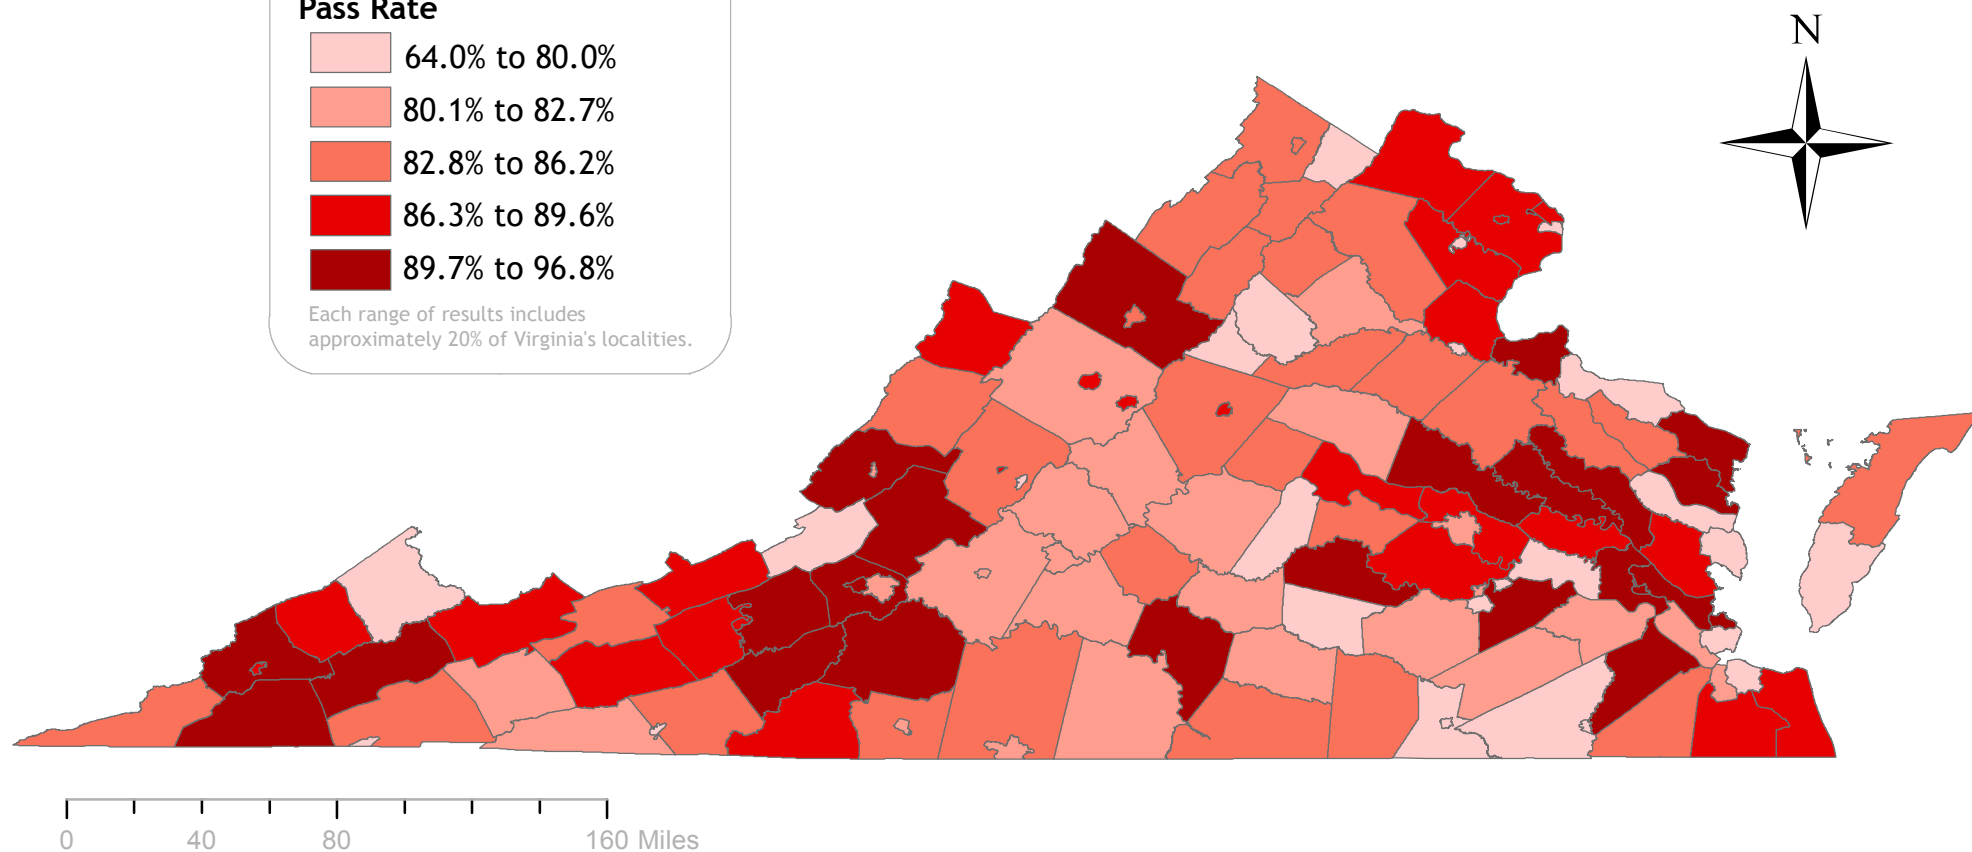 Pass Rate
64.0% to 80.0%
80.1% to 82.7%
82.8% to 86.2%
86.3% to 89.6%
89.7% to 96.8%
Each range of results includes
approximately 20% of Virginia's localities.
N
0 40 80 160 Miles